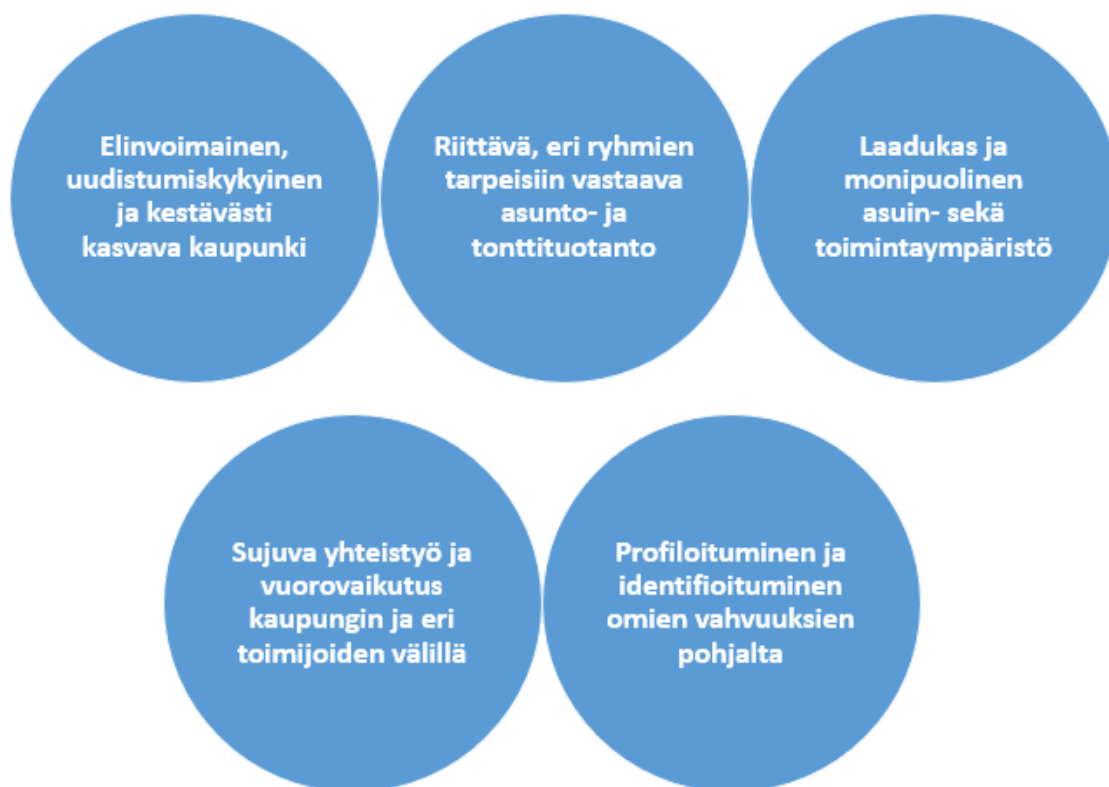 Elinvoimainen,
uudistumiskykyinen
ja kestävästi
kasvava kaupunki
Riittävä, eri ryhmien
tarpeisiin vastaava
asunto- ja
tonttituotanto
Laadukas ja
monipuolinen
asuin- sekä
toimintaympäristö
Sujuva yhteistyö ja
vuorovaikutus
kaupungin ja eri
toimijoiden välillä
Profiloituminen ja
identifioituminen
omien vahvuuksien
pohjalta